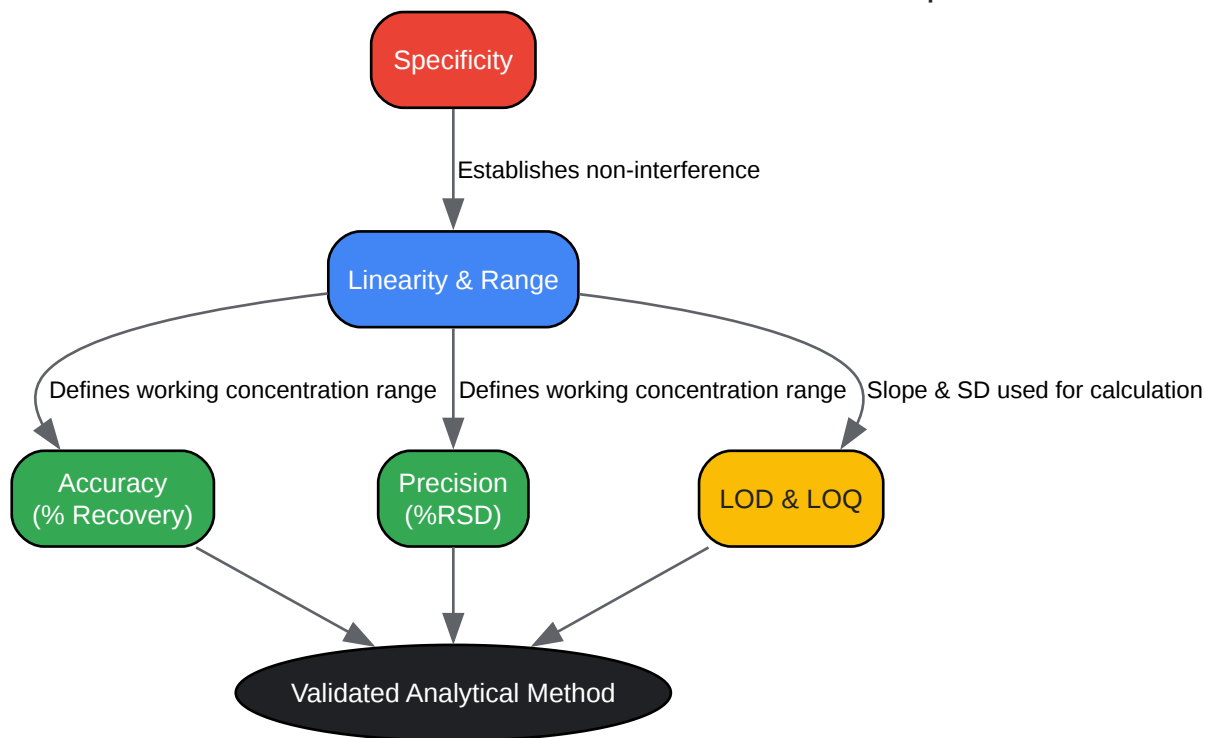 Specificity
Establishes non-interference
Linearity & Range
Defines working concentration range
Defines working concentration range
Slope & SD used for calculation
Accuracy
(% Recovery)
Precision
(%RSD)
LOD & LOQ
Validated Analytical Method